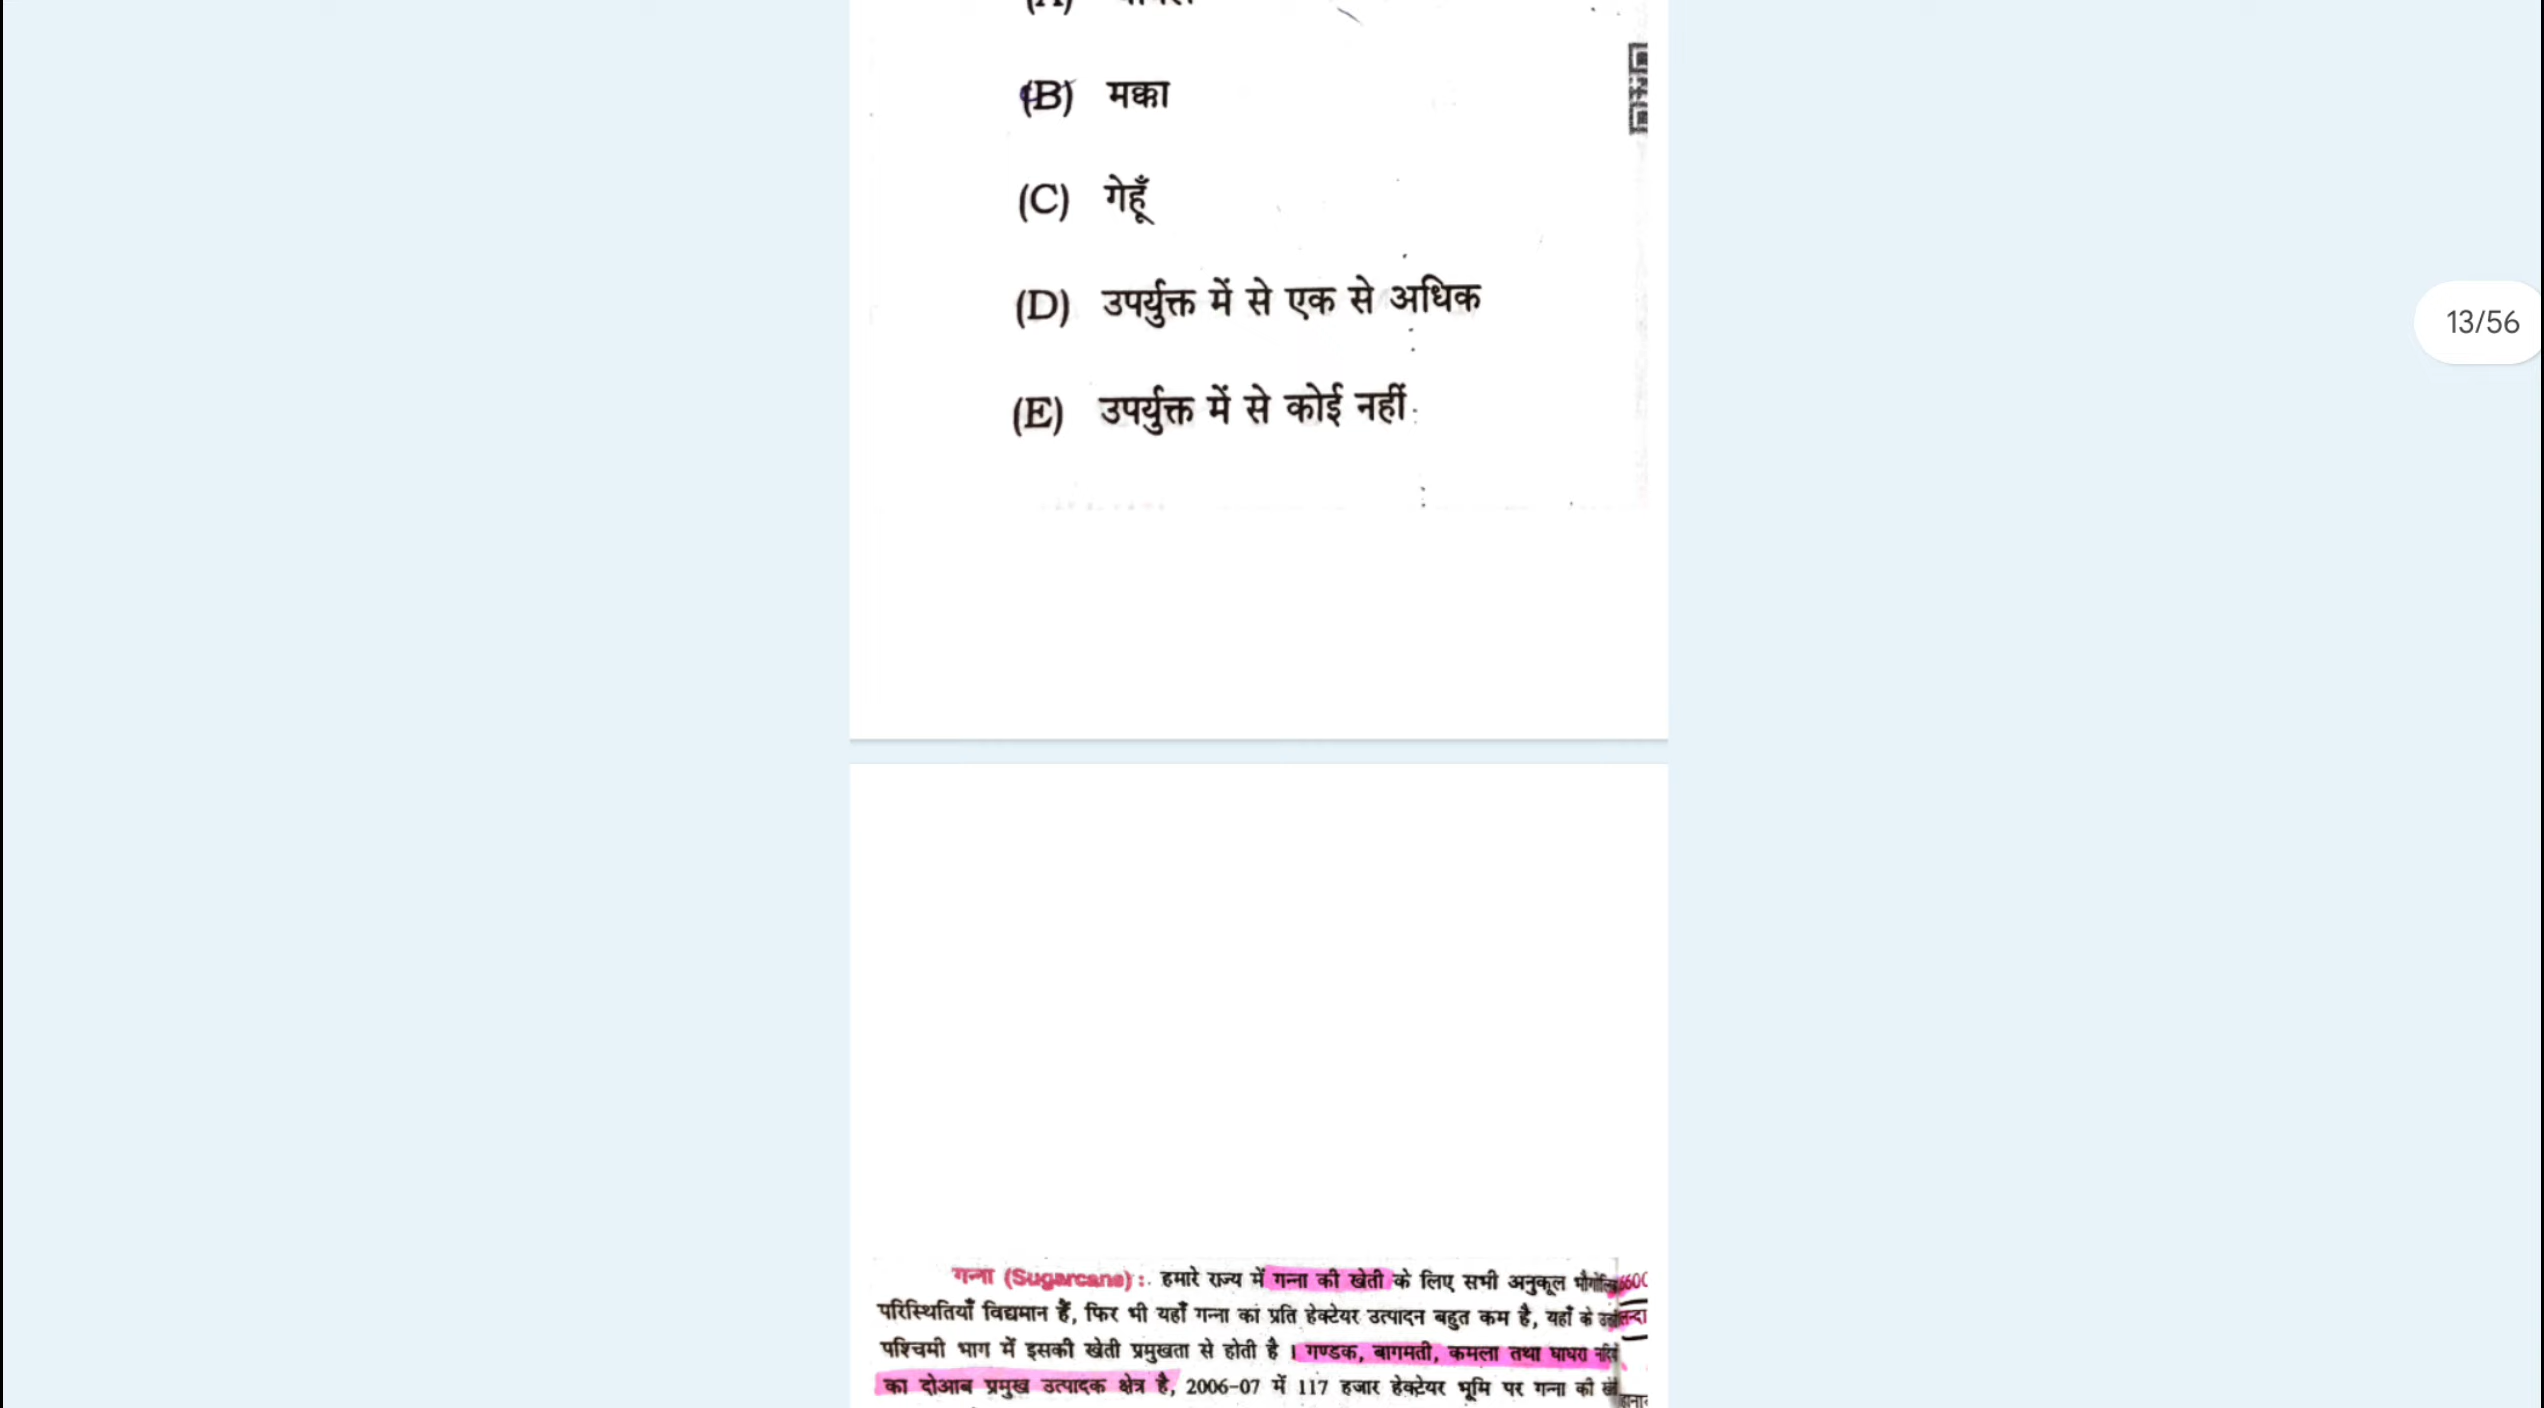 (B) मक्का
(C) गेहूँ
(D) उपर्युक्त में से एक से अधिक
13/56
(E) उपर्युक्त में से कोई नहीं
गन्ना (Sugarcane) : हमारे राज्य में गन्ना की खेती के लिए सभी अनुकूल
परिस्थितियाँ विद्यमान हैं, फिर भी यहाँ गन्ना का प्रति हेक्टेयर उत्पादन बहुत कम है, यहाँ के
पश्चिमी भाग में इसकी खेती प्रमुखता से होती है । गण्डक, बागमती, कमला तथा घाघरा
का दोआब प्रमुख उत्पादक क्षेत्र है, 2006-07 में 117 हजार हेक्टेयर भूमि पर गन्ना की